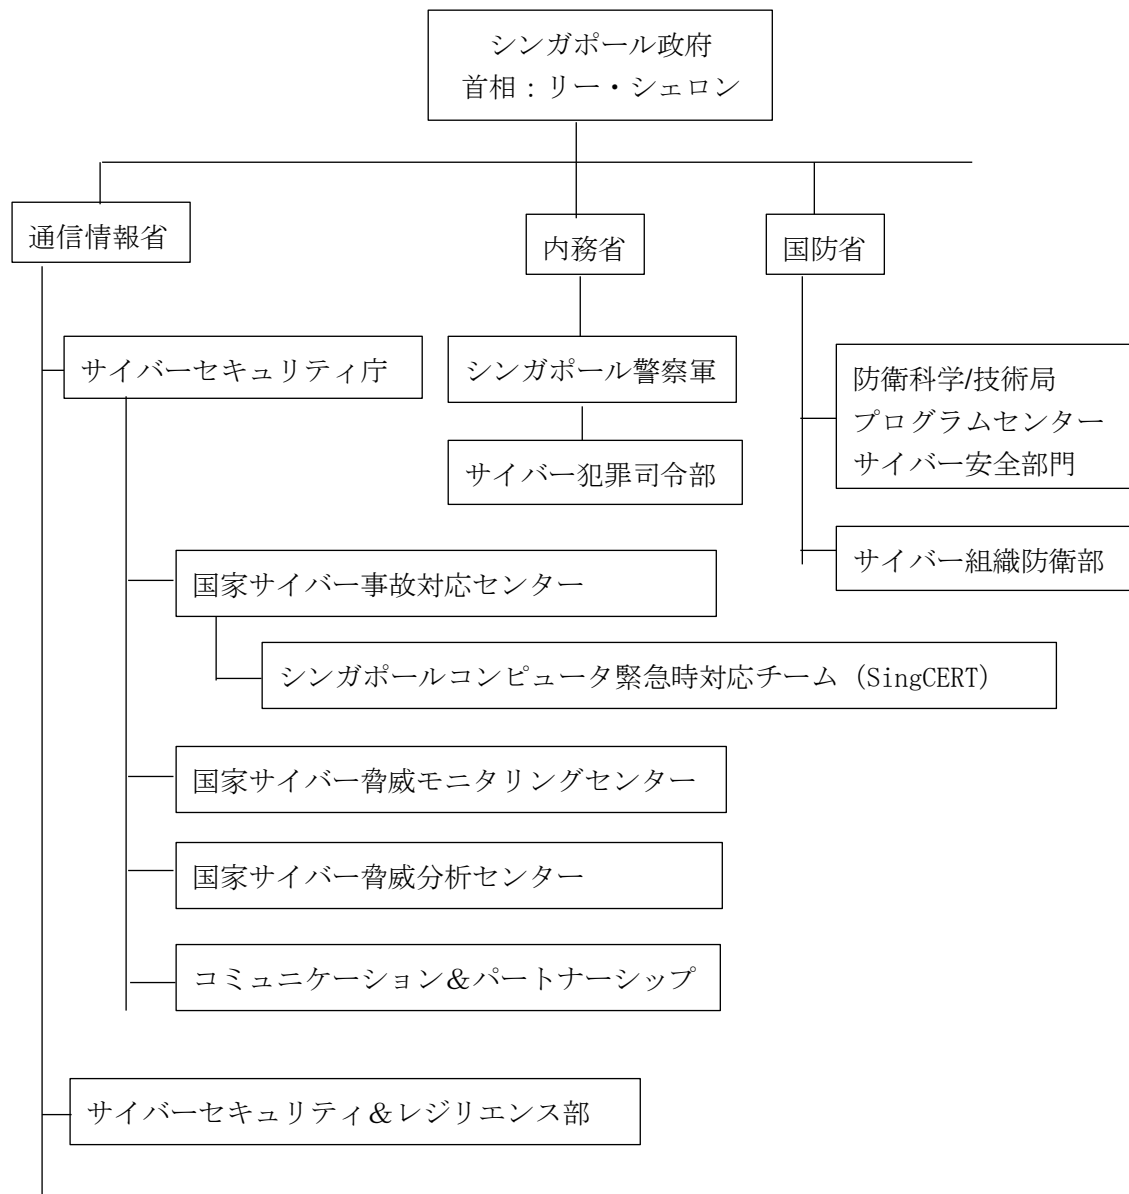 シンガポール政府
首相：リー・シェロン
通信情報省
内務省
国防省
サイバーセキュリティ庁
シンガポール警察軍
防衛科学/技術局
プログラムセンター
サイバー安全部門
サイバー犯罪司令部
サイバー組織防衛部
国家サイバー事故対応センター
シンガポールコンピュータ緊急時対応チーム（SingCERT）
国家サイバー脅威モニタリングセンター
国家サイバー脅威分析センター
コミュニケーション＆パートナーシップ
サイバーセキュリティ＆レジリエンス部